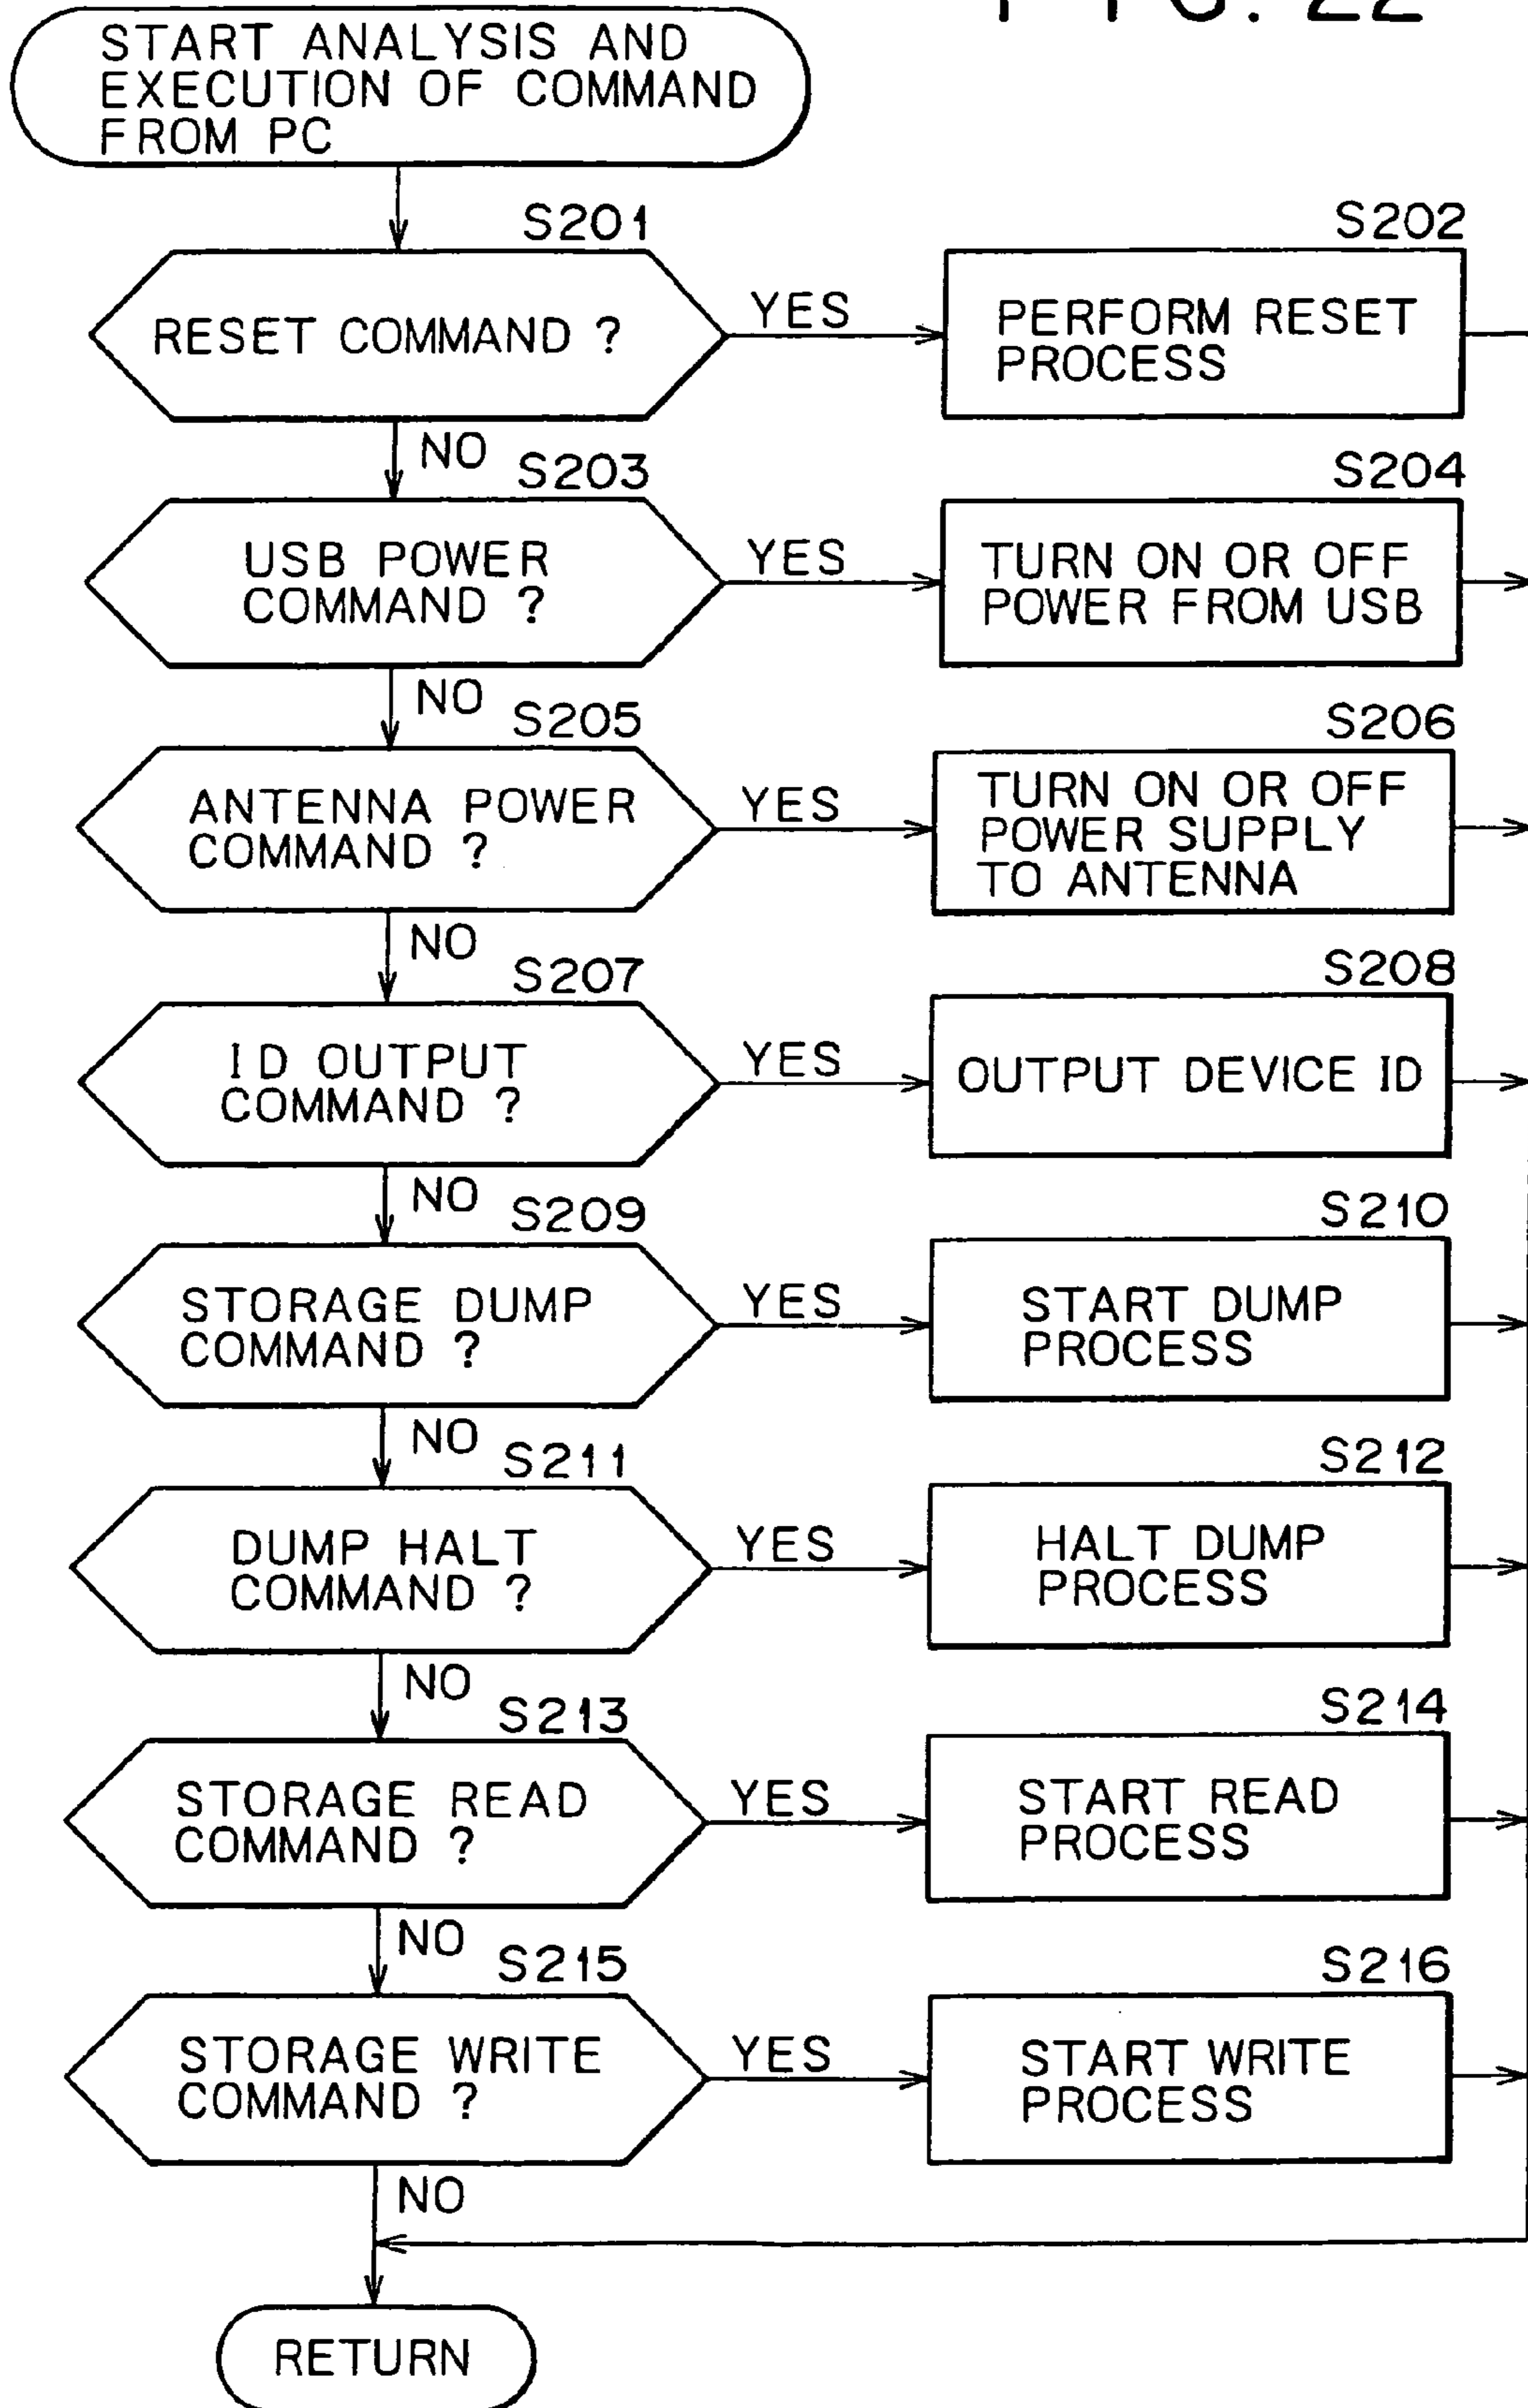 FIG. 22
START ANALYSIS AND
EXECUTION OF COMMAND
FROM PC
S201
RESET COMMAND ?
YES
S202
PERFORM RESET
PROCESS
NO
S203
USB POWER
COMMAND ?
YES
S204
TURN ON OR OFF
POWER FROM USB
NO
S205
ANTENNA POWER
COMMAND ?
YES
S206
TURN ON OR OFF
POWER SUPPLY
TO ANTENNA
NO
S207
ID OUTPUT
COMMAND ?
YES
S208
OUTPUT DEVICE ID
NO
S209
STORAGE DUMP
COMMAND ?
YES
S210
START DUMP
PROCESS
NO
S211
DUMP HALT
COMMAND ?
YES
S212
HALT DUMP
PROCESS
NO
S213
STORAGE READ
COMMAND ?
YES
S214
START READ
PROCESS
NO
S215
STORAGE WRITE
COMMAND ?
YES
S216
START WRITE
PROCESS
NO
RETURN